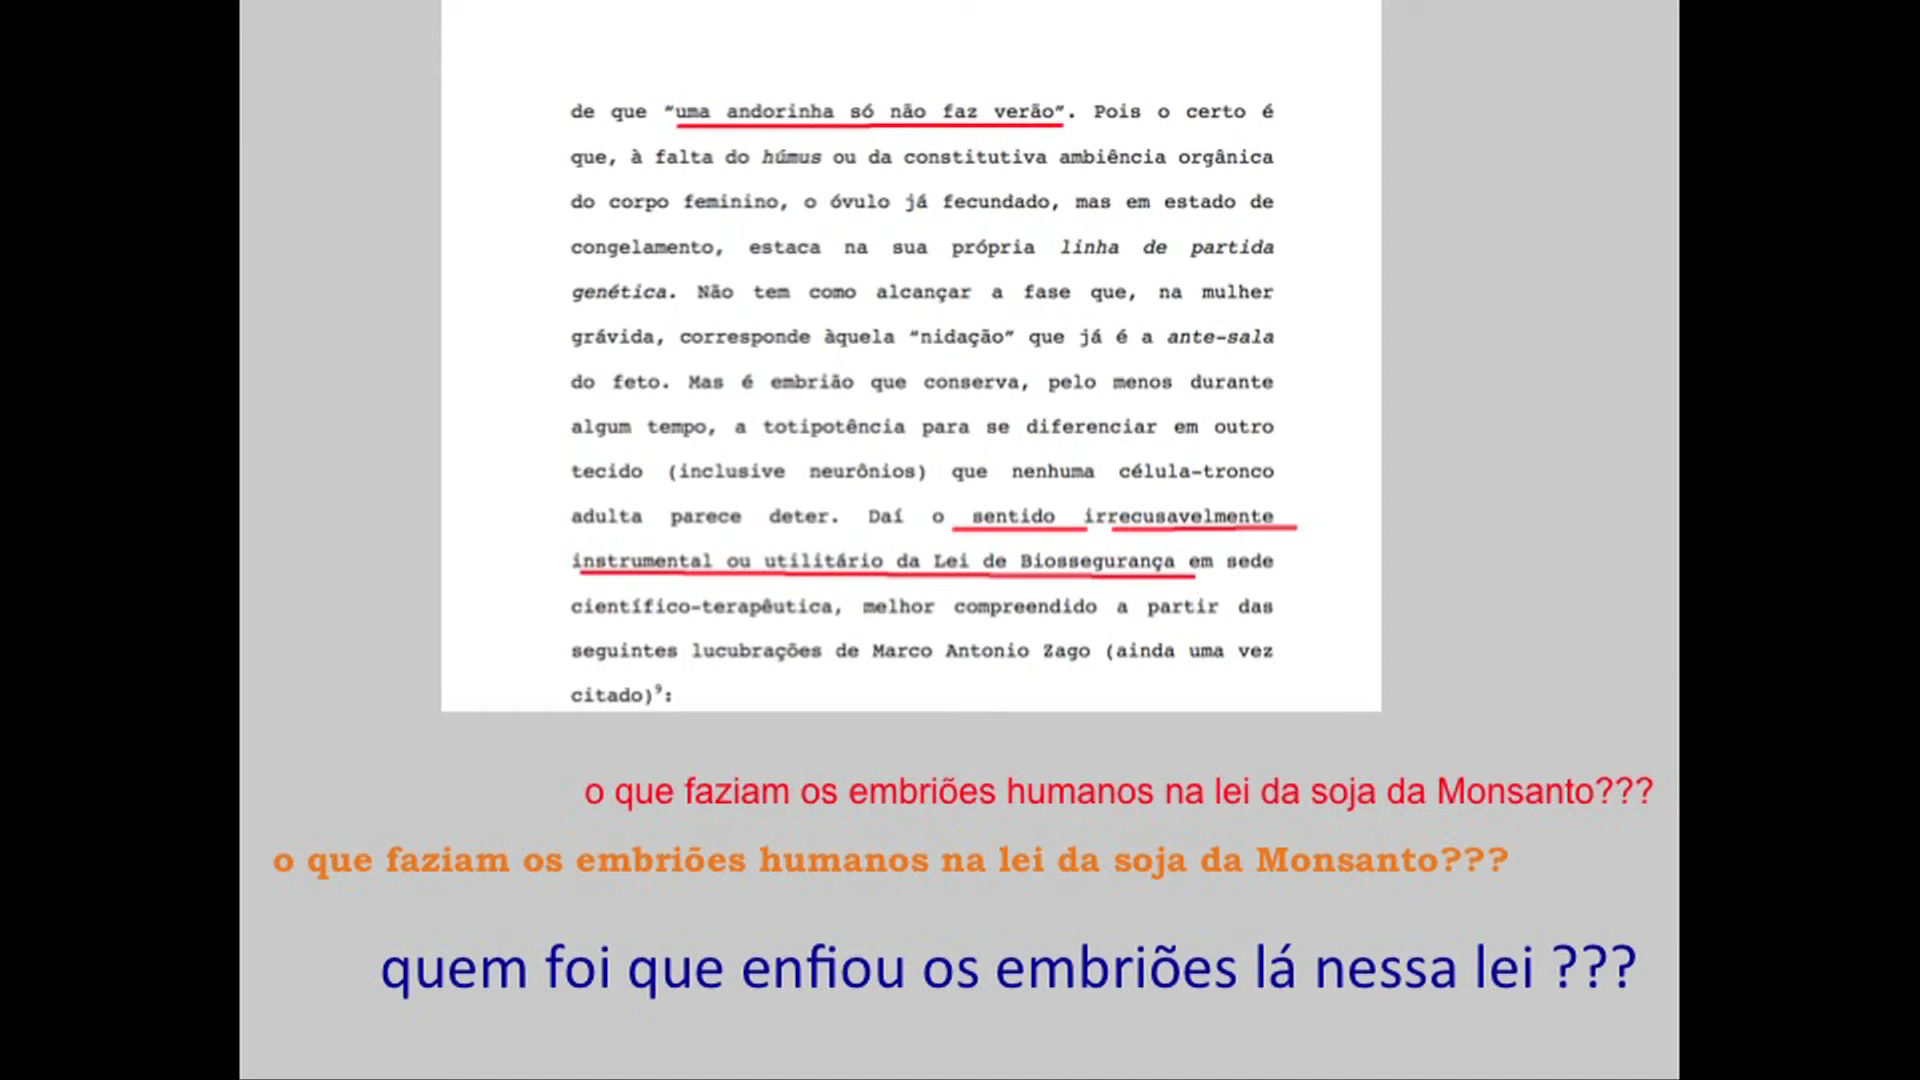 de que “uma andorinha só não faz verão”. Pois o certo é
que, à falta do húmus ou da constitutiva ambiência orgânica
do corpo feminino, o óvulo já fecundado, mas em estado de
congelamento, estaca na sua própria linha de partida
genética. Não tem como alcançar a fase que, na mulher
grávida, corresponde àquela “nidação” que já é a ante-sala
do feto. Mas é embrião que conserva, pelo menos durante
algum tempo, a totipotência para se diferenciar em outro
tecido (inclusive neurônios) que nenhuma célula-tronco
adulta parece deter. Daí o sentido irrecusavelmente
instrumental ou utilitário da Lei de Biossegurança em sede
científico-terapêutica, melhor compreendido a partir das
seguintes lucubrações de Marco Antonio Zago (ainda uma vez
citado)⁹:
o que faziam os embriões humanos na lei da soja da Monsanto???
o que faziam os embriões humanos na lei da soja da Monsanto???
quem foi que enfiou os embriões lá nessa lei ???